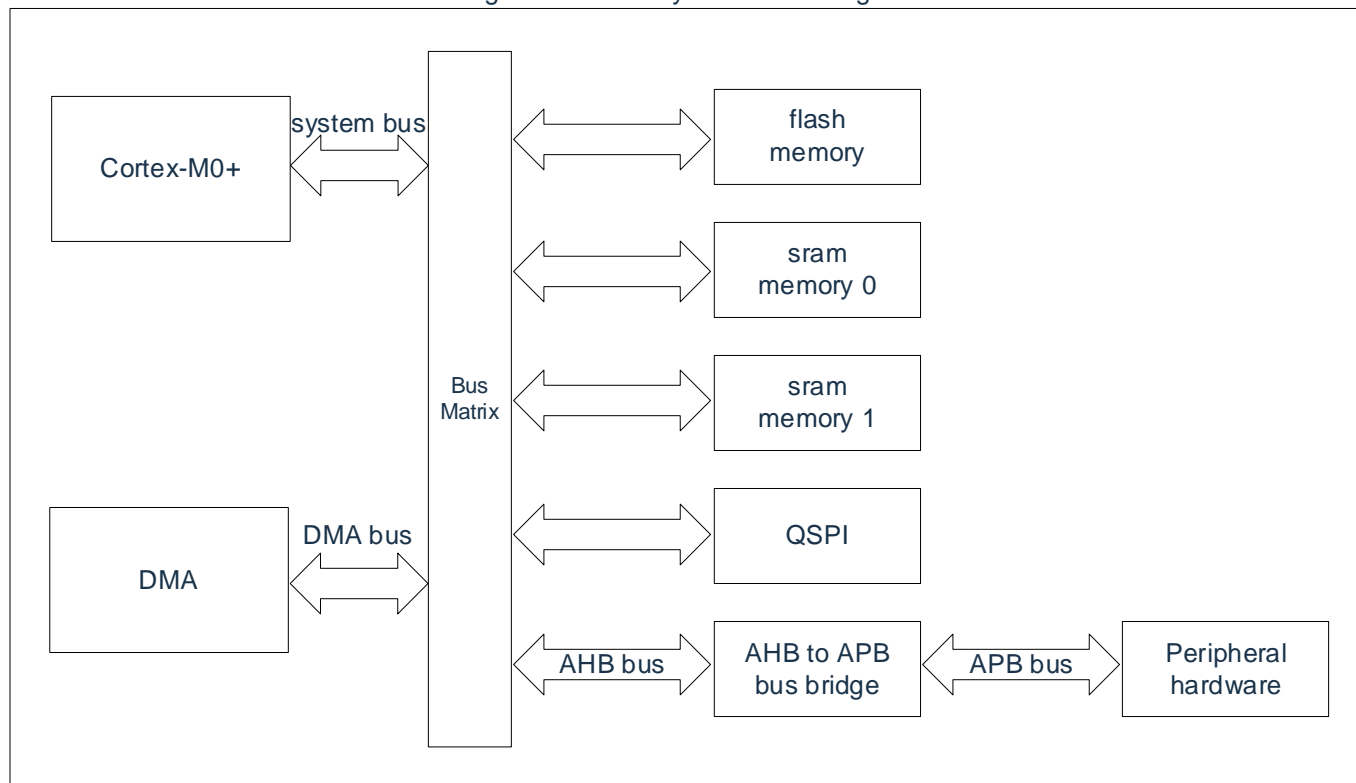 system bus
Cortex-M0+
flash
memory
sram
memory 0
Bus
Matrix
sram
memory 1
DMA bus
DMA
QSPI
AHB bus
AHB to APB
bus bridge
APB bus
Peripheral
hardware